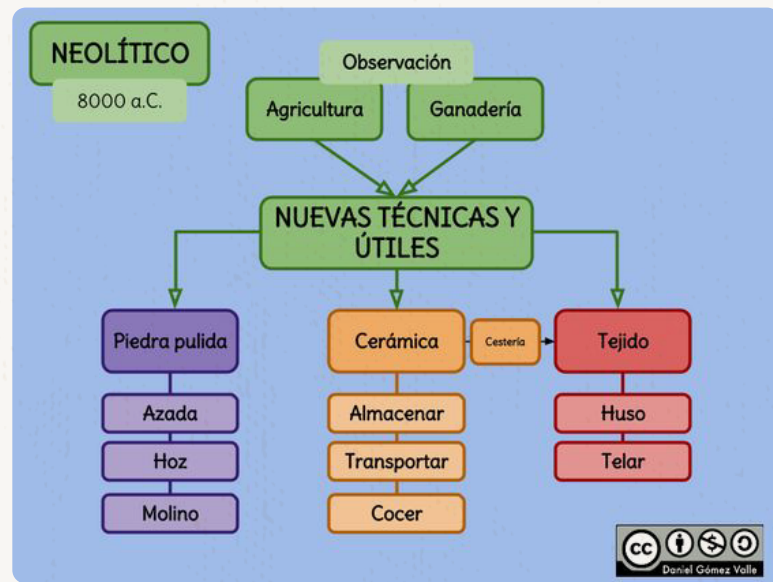 NEOLÍTICO
8000 a.C.
Observación
Agricultura
Ganadería
NUEVAS TÉCNICAS Y
ÚTILES
Piedra pulida
Cerámica
Cestería
Tejido
Azada
Almacenar
Huso
Hoz
Transportar
Telar
Molino
Cocer
cc
Daniel Gómez Valle